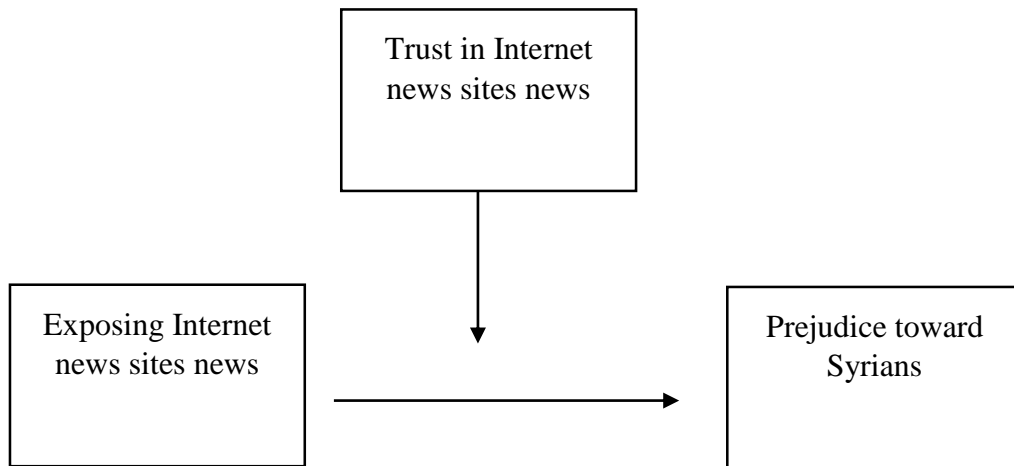 Trust in Internet
news sites news
Exposing Internet
news sites news
Prejudice toward
Syrians